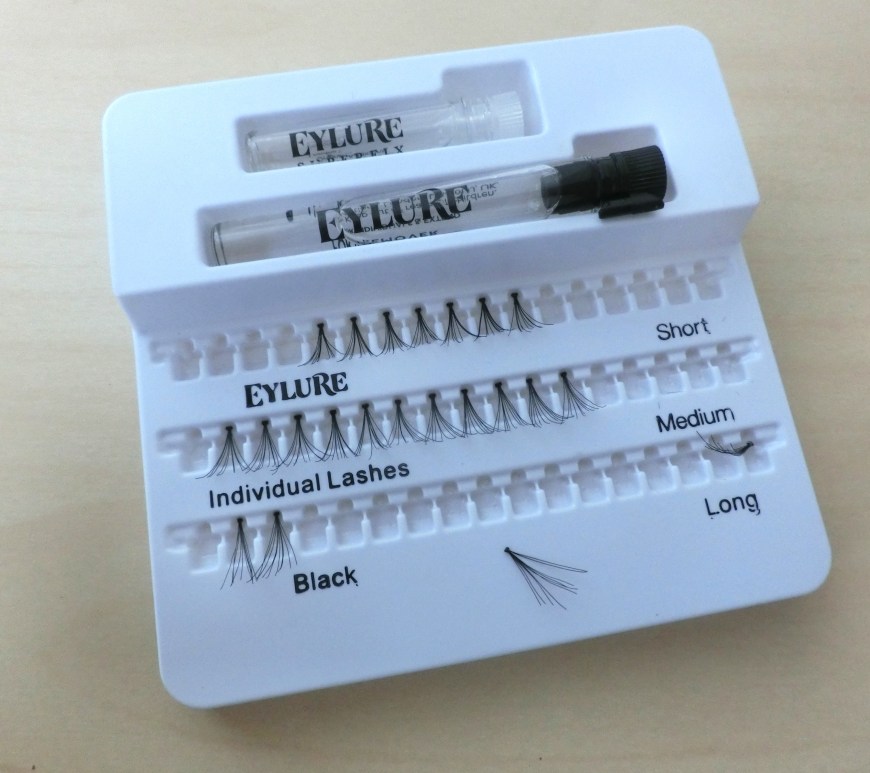 EYLURE
EYLURE
Short
EYLURE
Medium
Individual Lashes
Long
Black